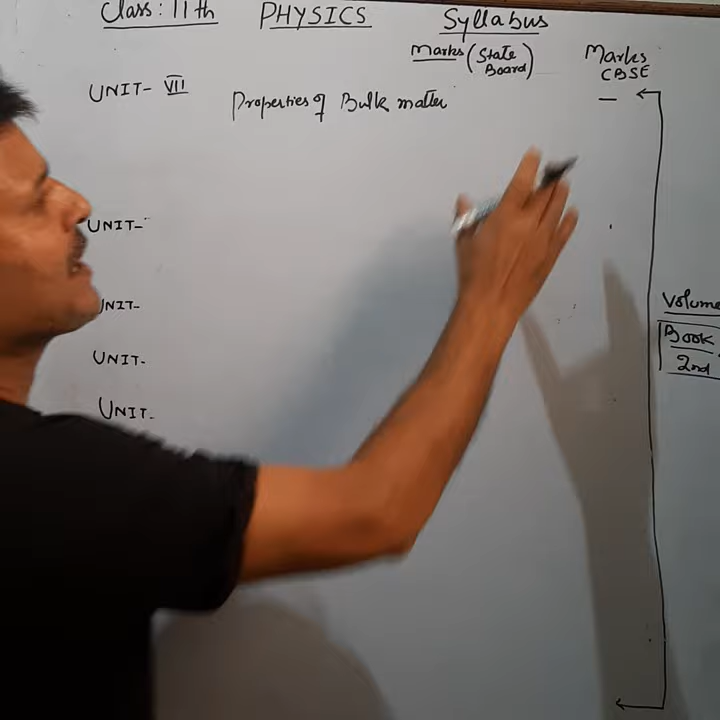 Class: 11th PHYSICS Syllabus
Marks (State Board) Marks CBSE
UNIT- VII Properties of Bulk matter —
UNIT-
UNIT-
Volume
Book
2nd
UNIT-
UNIT-